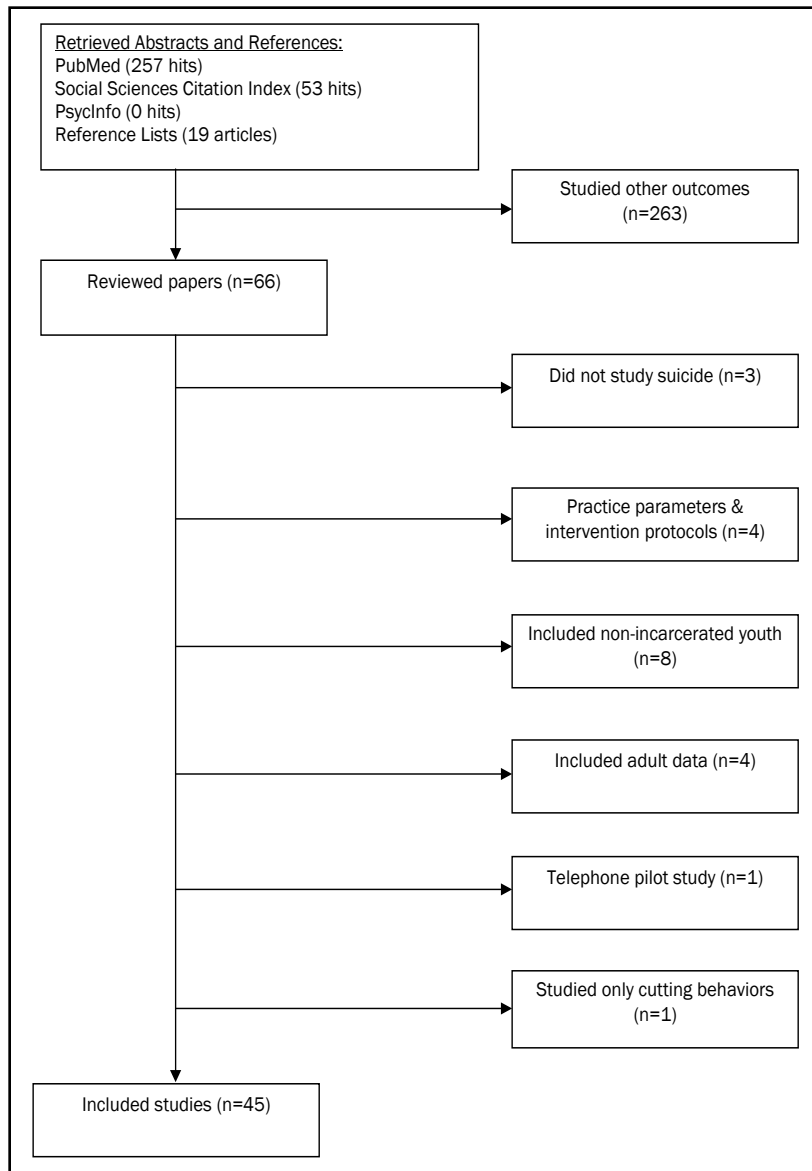 Retrieved Abstracts and References:
PubMed (257 hits)
Social Sciences Citation Index (53 hits)
PsycInfo (0 hits)
Reference Lists (19 articles)
Studied other outcomes
(n=263)
Reviewed papers (n=66)
Did not study suicide (n=3)
Practice parameters &
intervention protocols (n=4)
Included non-incarcerated youth
(n=8)
Included adult data (n=4)
Telephone pilot study (n=1)
Studied only cutting behaviors
(n=1)
Included studies (n=45)